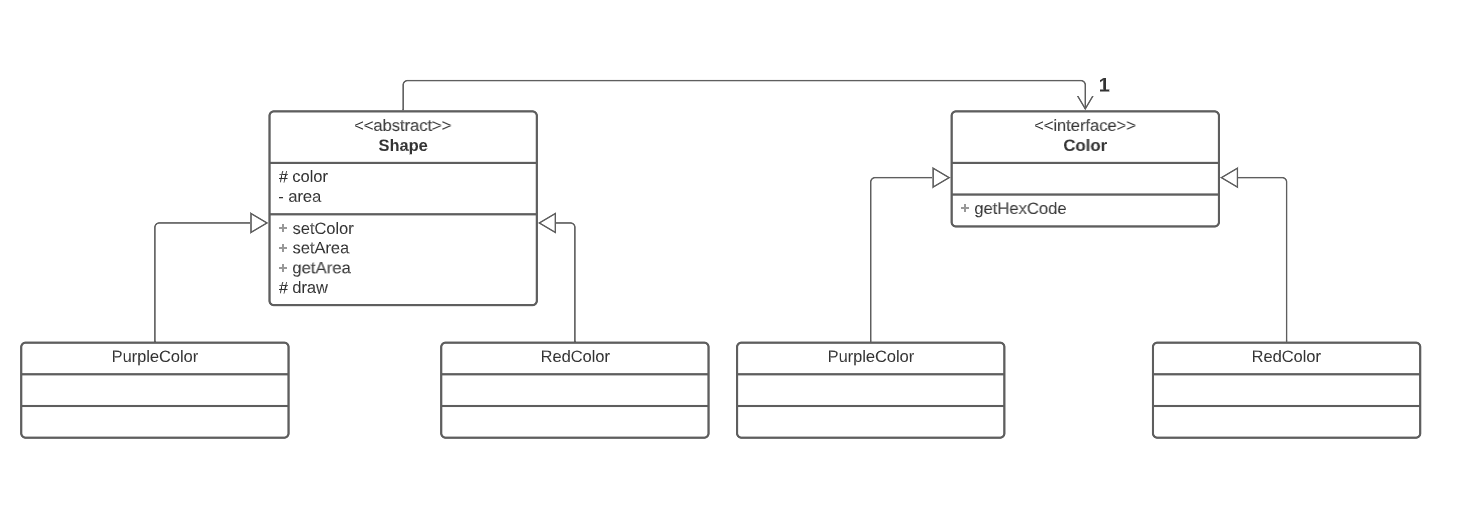 1
<<abstract>>
Shape
# color
- area
+ setColor
+ setArea
+ getArea
# draw
<<interface>>
Color
+ getHexCode
PurpleColor
RedColor
PurpleColor
RedColor